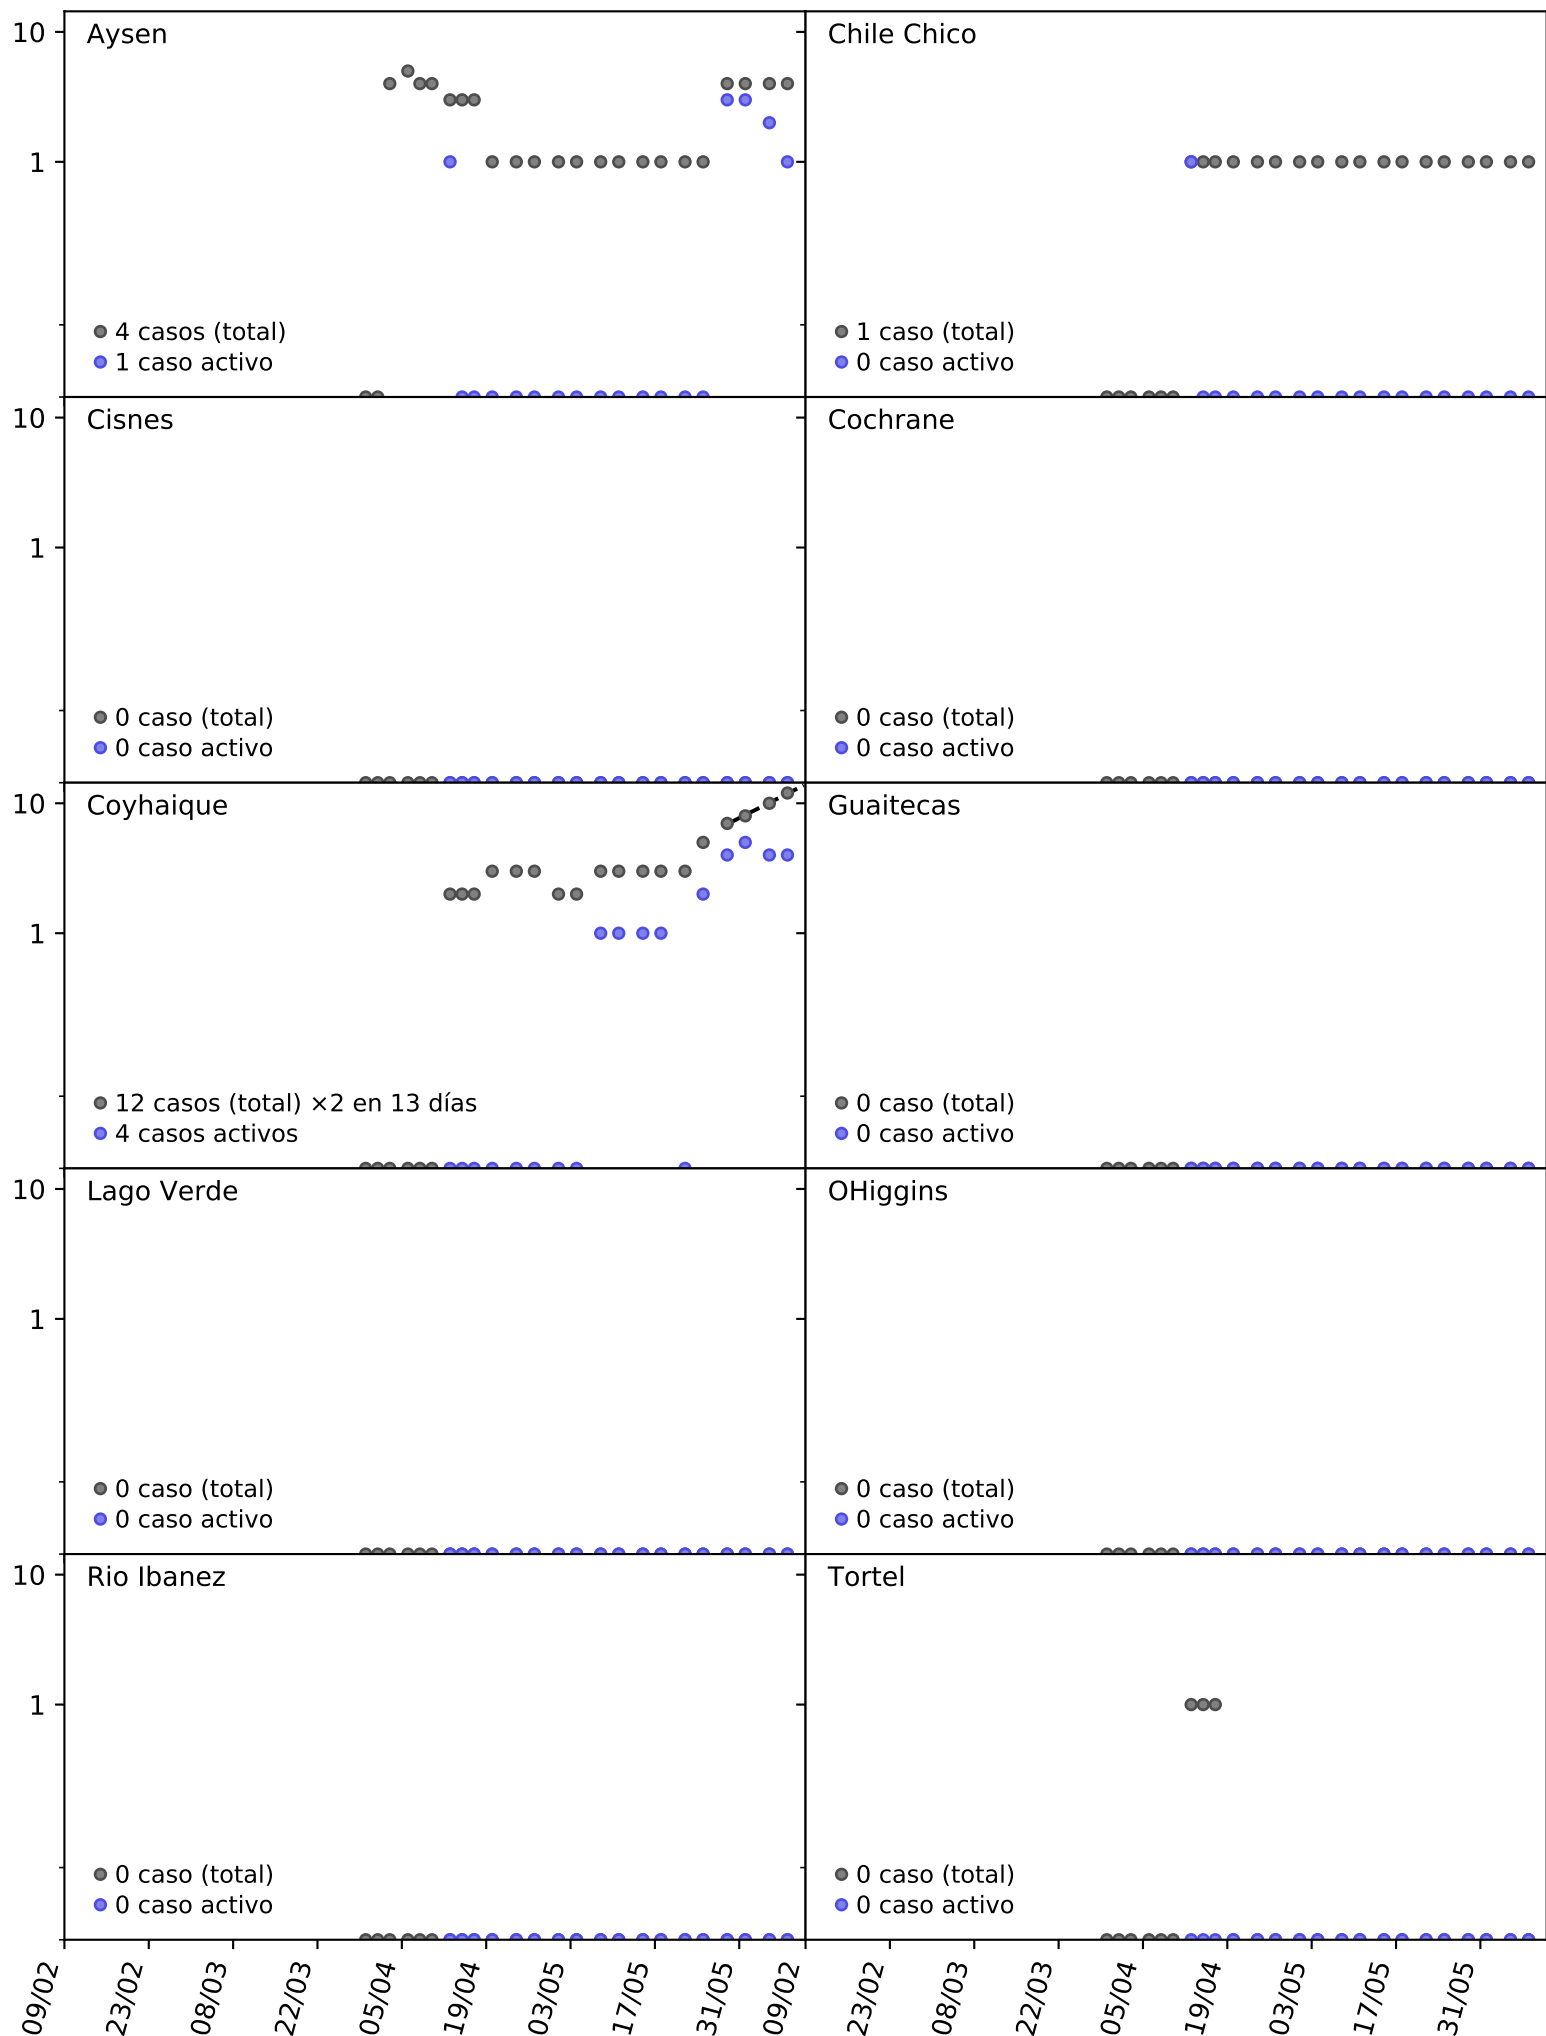 10
1
Aysen
4 casos (total)
1 caso activo
Chile Chico
1 caso (total)
0 caso activo
10
1
Cisnes
0 caso (total)
0 caso activo
Cochrane
0 caso (total)
0 caso activo
10
1
Coyhaique
12 casos (total) ×2 en 13 días
4 casos activos
Guaitecas
0 caso (total)
0 caso activo
10
1
Lago Verde
0 caso (total)
0 caso activo
OHiggins
0 caso (total)
0 caso activo
10
1
Rio Ibanez
0 caso (total)
0 caso activo
Tortel
0 caso (total)
0 caso activo
09/02
23/02
08/03
22/03
05/04
19/04
03/05
17/05
31/05
09/02
23/02
08/03
22/03
05/04
19/04
03/05
17/05
31/05